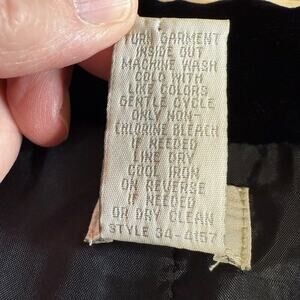 TURN GARMENT
INSIDE OUT
MACHINE WASH
COLD WITH
LIKE COLORS
GENTLE CYCLE
ONLY NON-
CHLORINE BLEACH
IF NEEDED
LINE DRY
COOL IRON
ON REVERSE
IF NEEDED
OR DRY CLEAN
STYLE 34-4157